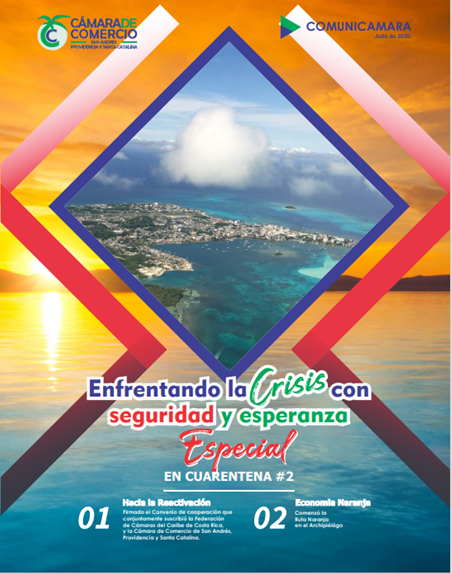 CÁMARA DE
COMERCIO
SAN ANDRÉS
PROVIDENCIA Y SANTA CATALINA
COMUNICAMARA
Julio de 2020.
Enfrentando la Crisis con
seguridad y esperanza
Especial
EN CUARENTENA #2
01
Hacia la Reactivación
Firmado el Convenio de cooperación que
conjuntamente suscribió la Federación
de Cámaras del Caribe de Costa Rica,
y la Cámara de Comercio de San Andrés,
Providencia y Santa Catalina.
02
Economía Naranja
Comenzó la
Ruta Naranja
en el Archipiélago